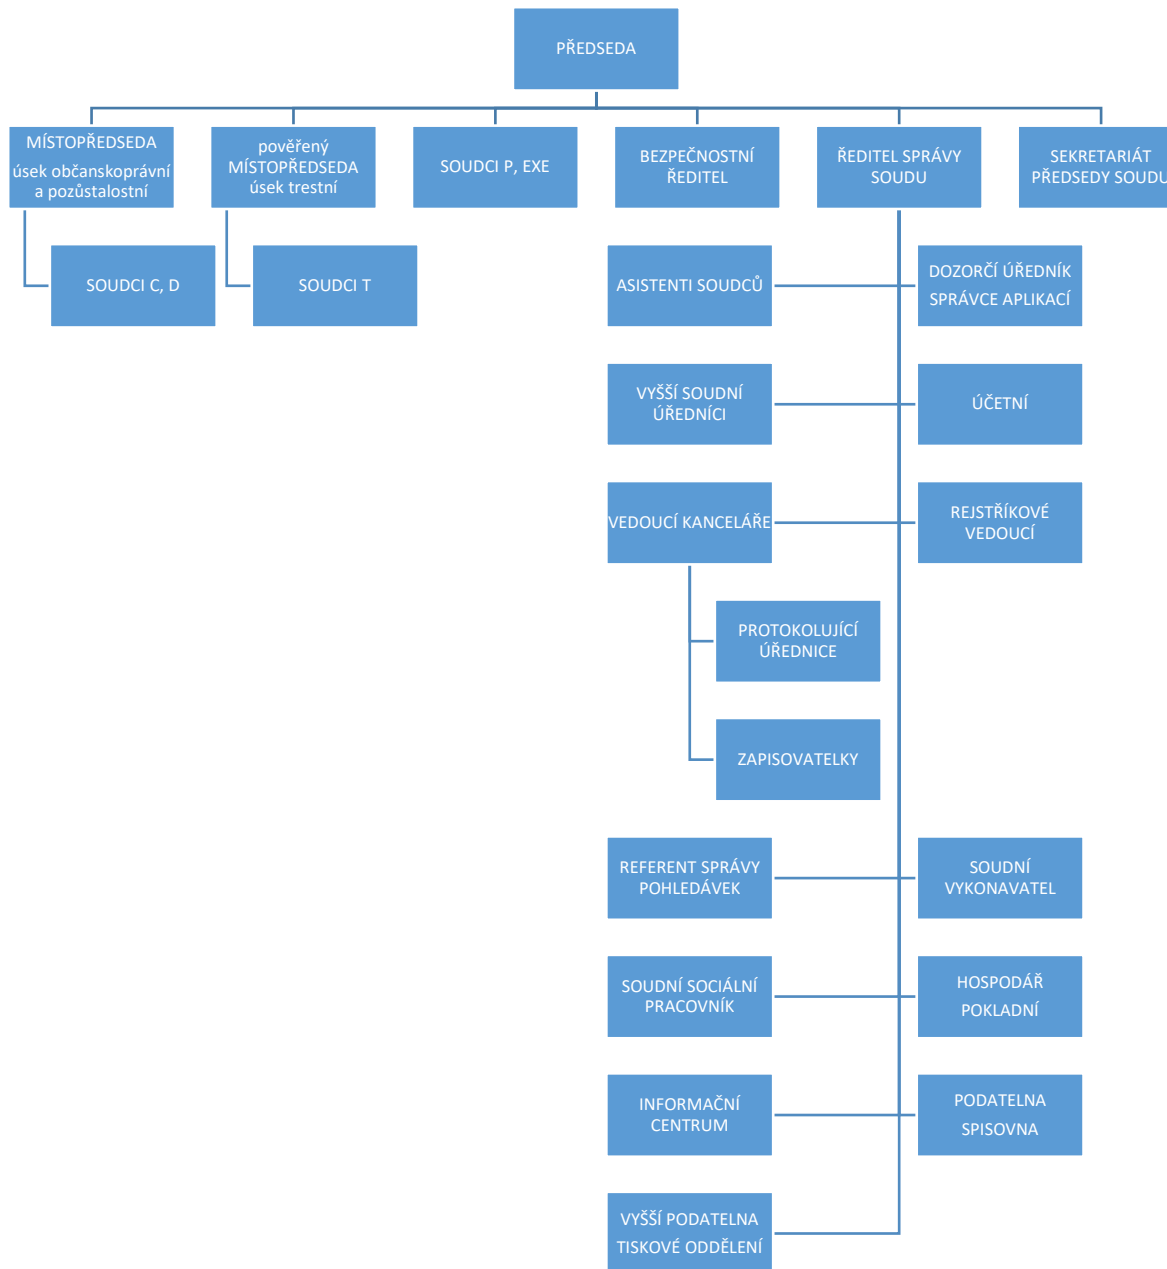 PŘEDSEDA
MÍSTOPŘEDSEDA
úsek občanskoprávní
a pozůstalostní
pověřený
MÍSTOPŘEDSEDA
úsek trestní
SOUDCI P, EXE
BEZPEČNOSTNÍ
ŘEDITEL
ŘEDITEL SPRÁVY
SOUDU
SEKRETARIÁT
PŘEDSEDY SOUDU
SOUDCI C, D
SOUDCI T
ASISTENTI SOUDCŮ
DOZORČÍ ÚŘEDNÍK
SPRÁVCE APLIKACÍ
VYŠŠÍ SOUDNÍ
ÚŘEDNÍCI
ÚČETNÍ
VEDOUCÍ KANCELÁŘE
REJSTŘÍKOVÉ
VEDOUCÍ
PROTOKOLUJÍCÍ
ÚŘEDNICE
ZAPISOVATELKY
REFERENT SPRÁVY
POHLEDÁVEK
SOUDNÍ
VYKONAVATEL
SOUDNÍ SOCIÁLNÍ
PRACOVNÍK
HOSPODÁŘ
POKLADNÍ
INFORMAČNÍ
CENTRUM
PODATELNA
SPISOVNA
VYŠŠÍ PODATELNA
TISKOVÉ ODDĚLENÍ